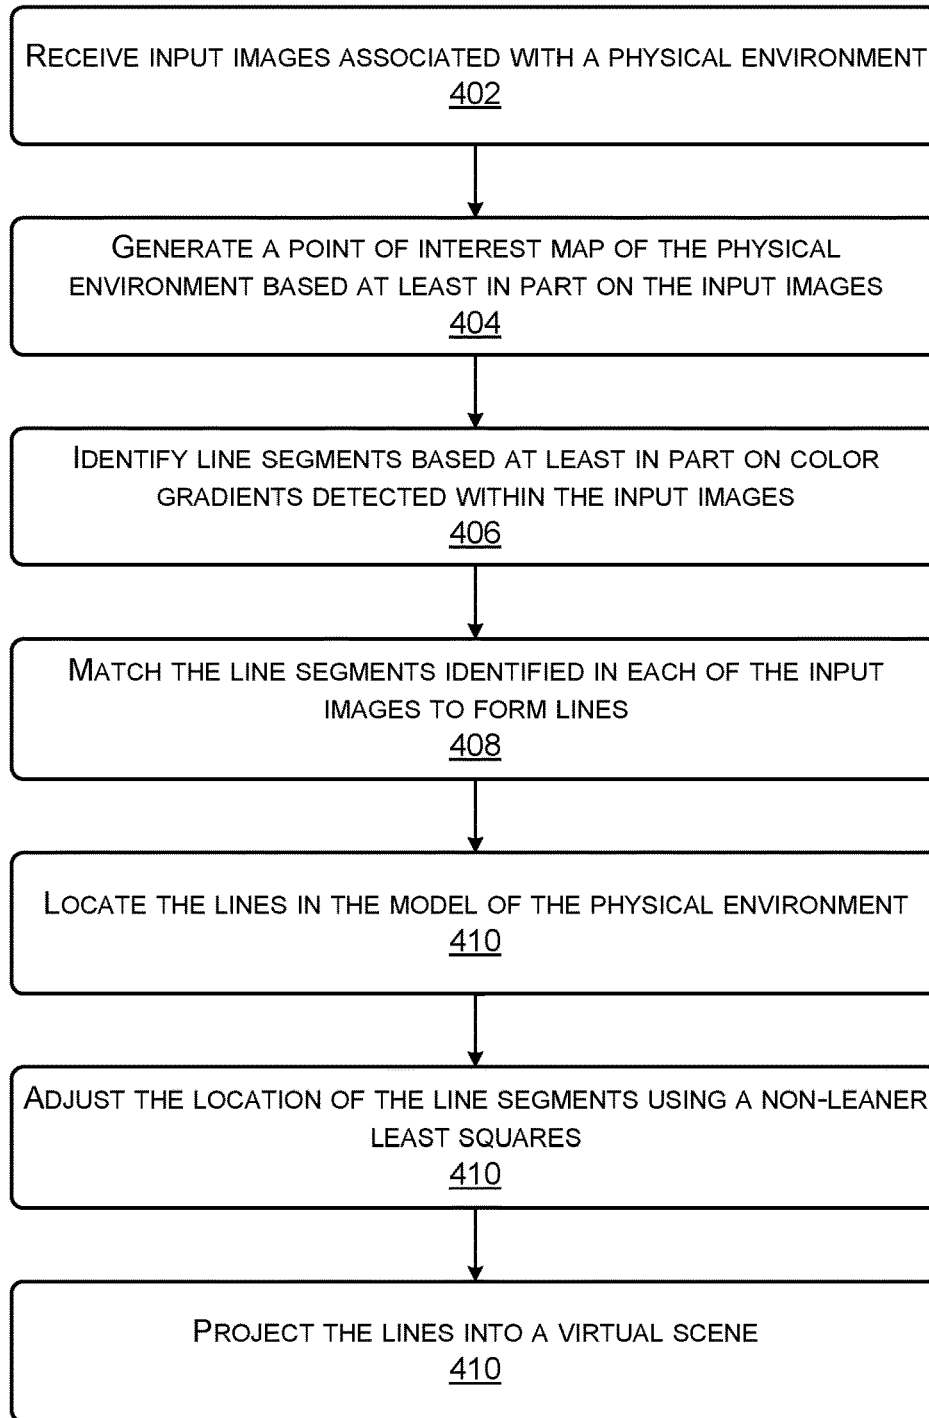 RECEIVE INPUT IMAGES ASSOCIATED WITH A PHYSICAL ENVIRONMENT
402
GENERATE A POINT OF INTEREST MAP OF THE PHYSICAL
ENVIRONMENT BASED AT LEAST IN PART ON THE INPUT IMAGES
404
IDENTIFY LINE SEGMENTS BASED AT LEAST IN PART ON COLOR
GRADIENTS DETECTED WITHIN THE INPUT IMAGES
406
MATCH THE LINE SEGMENTS IDENTIFIED IN EACH OF THE INPUT
IMAGES TO FORM LINES
408
LOCATE THE LINES IN THE MODEL OF THE PHYSICAL ENVIRONMENT
410
ADJUST THE LOCATION OF THE LINE SEGMENTS USING A NON-LEANER
LEAST SQUARES
410
PROJECT THE LINES INTO A VIRTUAL SCENE
410